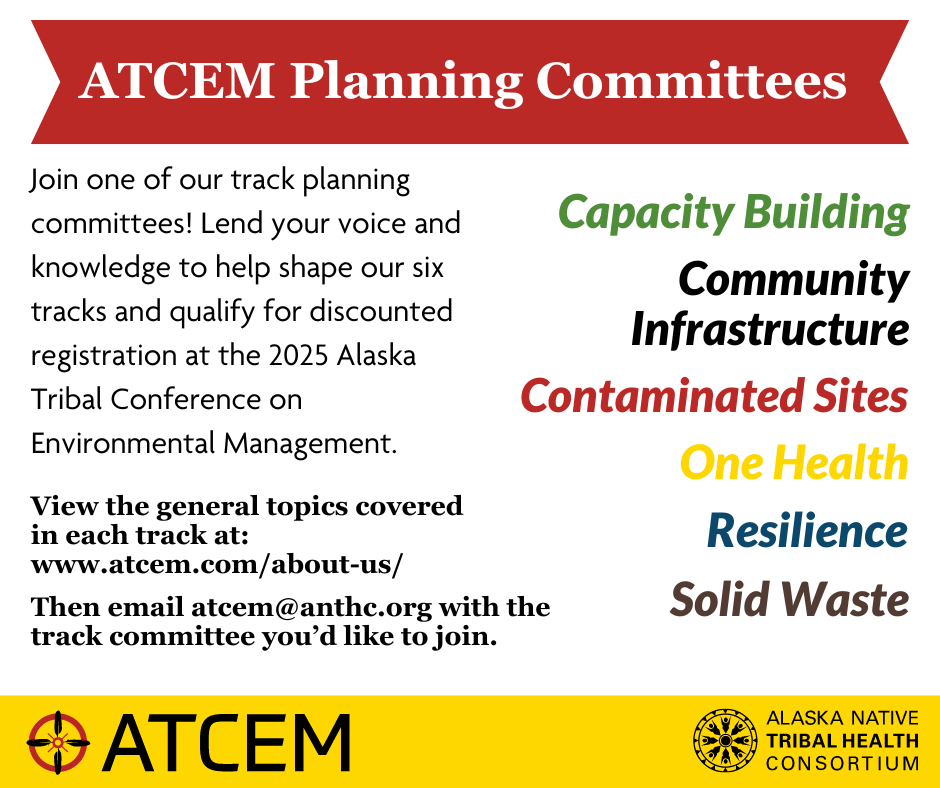 ATCEM Planning Committees
Join one of our track planning
committees! Lend your voice and
knowledge to help shape our six
tracks and qualify for discounted
registration at the 2025 Alaska
Tribal Conference on
Environmental Management.
View the general topics covered
in each track at:
www.atcem.com/about-us/
Then email atcem@anthc.org with the
track committee you’d like to join.
Capacity Building
Community
Infrastructure
Contaminated Sites
One Health
Resilience
Solid Waste
ATCEM
ALASKA NATIVE
TRIBAL HEALTH
CONSORTIUM